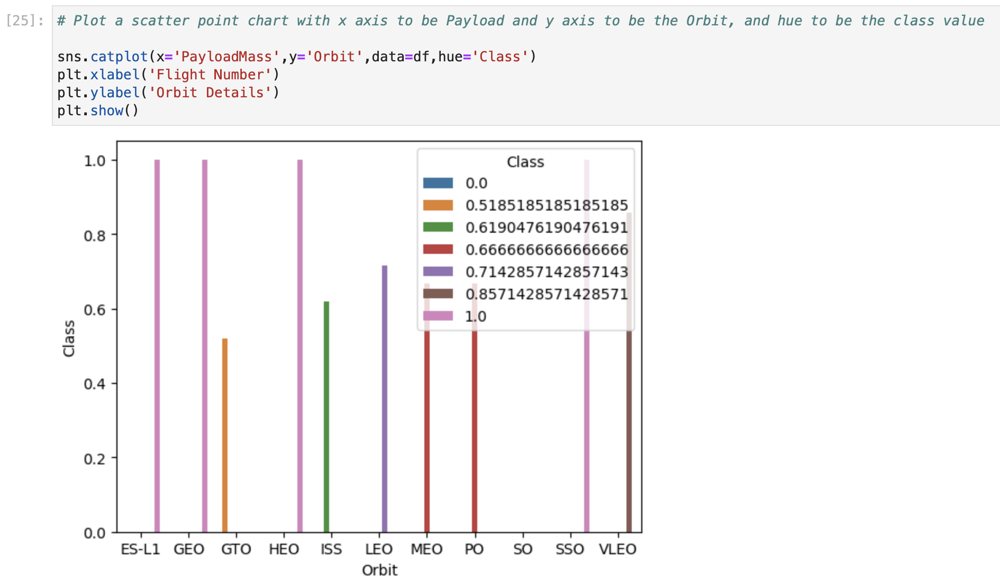 [25]: # Plot a scatter point chart with x axis to be Payload and y axis to be the Orbit, and hue to be the class value
sns.catplot(x='PayloadMass',y='Orbit',data=df,hue='Class')
plt.xlabel('Flight Number')
plt.ylabel('Orbit Details')
plt.show()
Class
0.0
0.5185185185185185
0.6190476190476191
0.6666666666666666
0.7142857142857143
0.8571428571428571
1.0
1.0
0.8
0.6
0.4
0.2
0.0
Class
ES-L1 GEO GTO HEO ISS LEO MEO PO SO SSO VLEO
Orbit